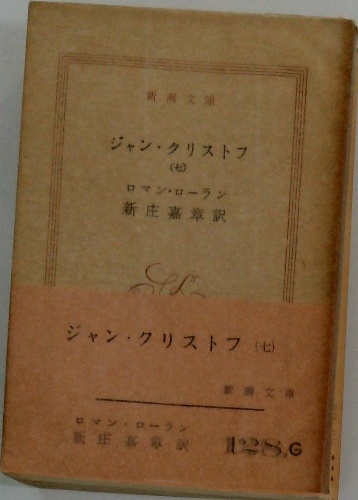 新潮文庫
ジャン・クリストフ
(七)
ロマン・ローラン
新庄嘉章訳
ジャン・クリストフ (七)
新潮文庫
ロマン・ローラン
新庄嘉章訳
128.G